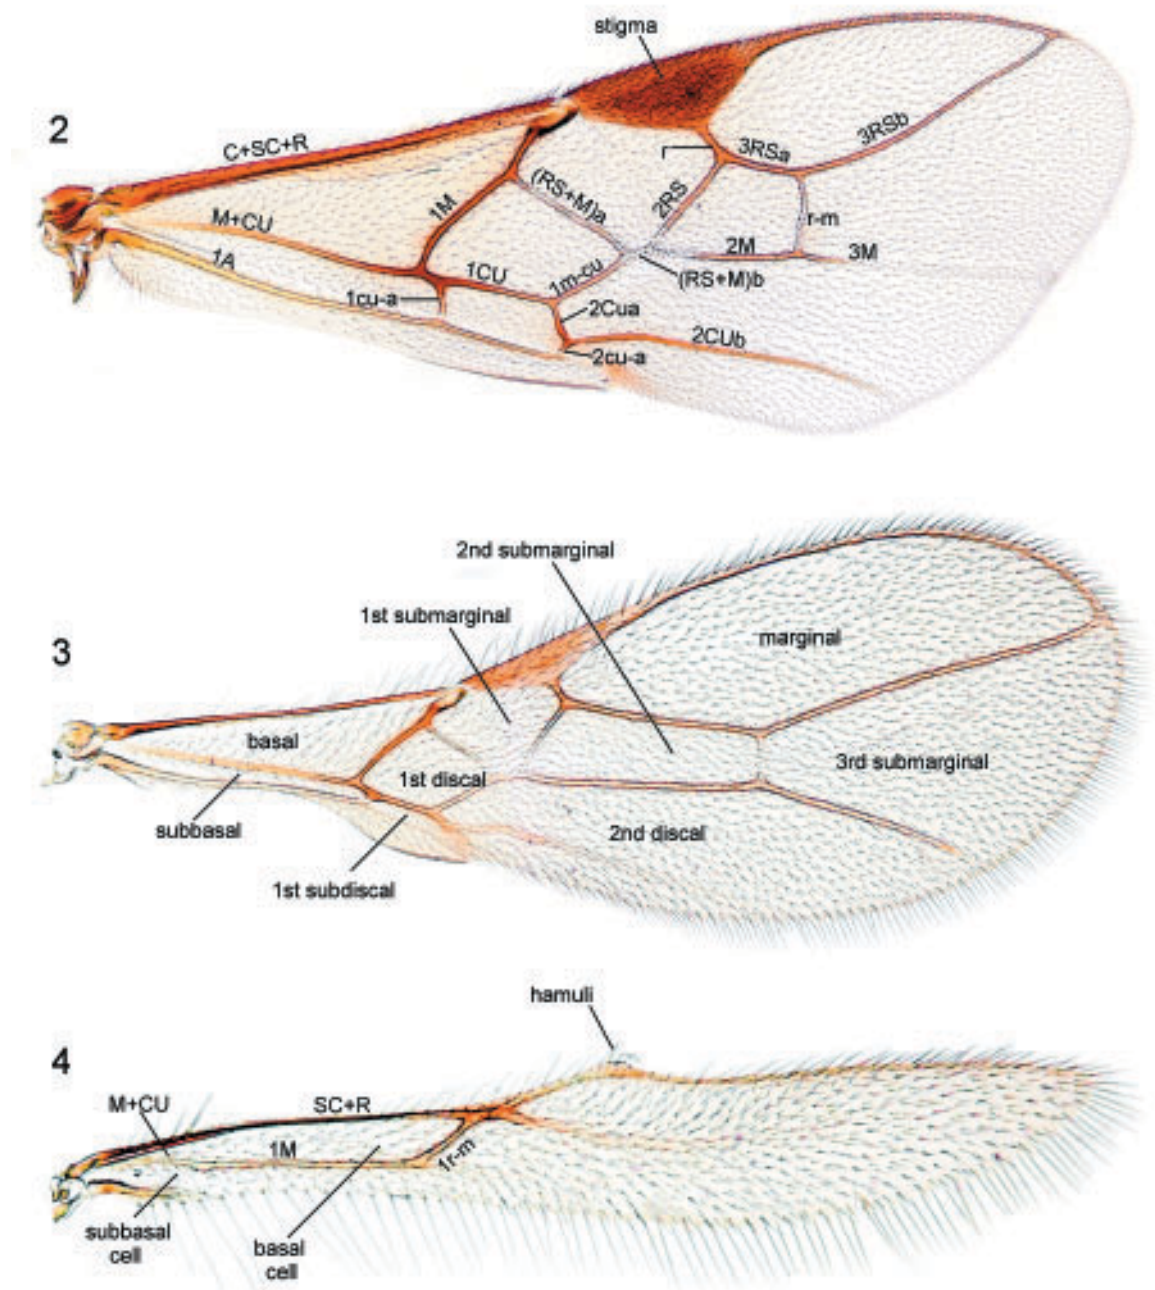 stigma
2
C+SC+R
3RSa
3RSb
1M
(RS+M)a
2RS
r-m
M+CU
1A
2M
3M
1CU
1m-cu
(RS+M)b
1cu-a
2Cua
2CUb
2cu-a
2nd submarginal
1st submarginal
3
marginal
basal
1st discal
3rd submarginal
subbasal
2nd discal
1st subdiscal
hamuli
4
M+CU
SC+R
1M
1r-m
subbasal
cell
basal
cell